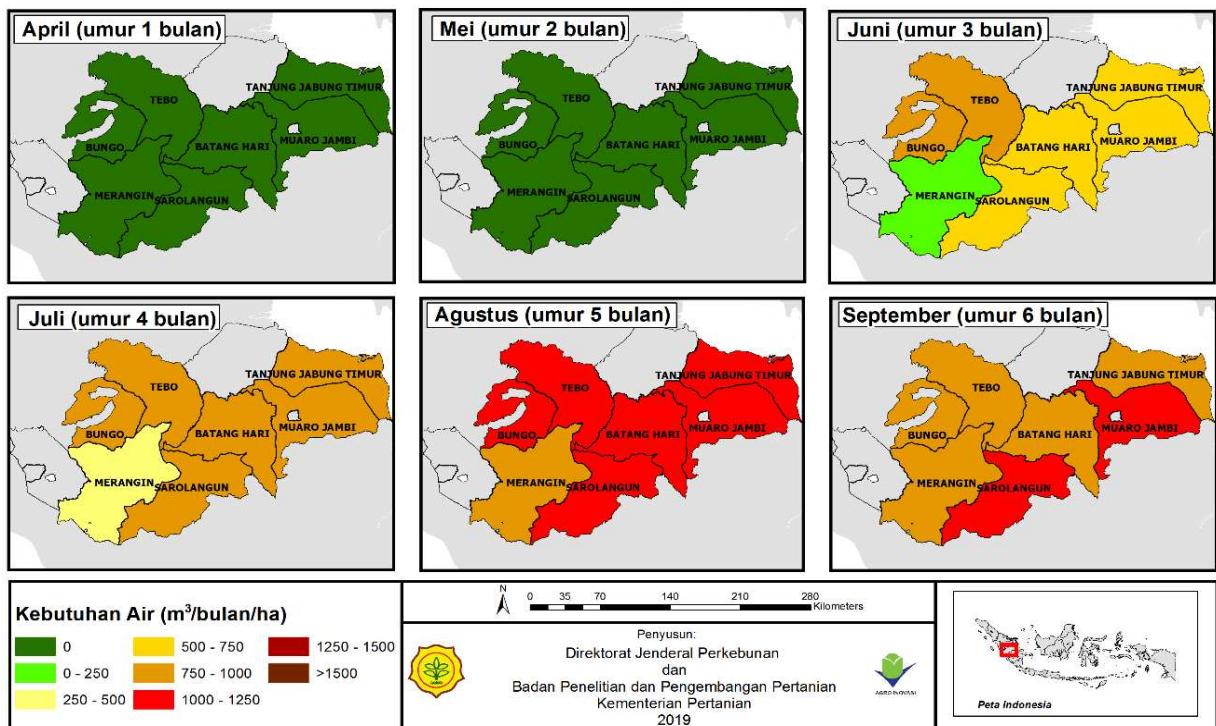 April (umur 1 bulan)
TANJUNG JABUNG TIMUR
TEBO
MUARO JAMBI
BUNGO
BATANG HARI
MERANGIN
SAROLANGUN
Mei (umur 2 bulan)
TANJUNG JABUNG TIMUR
TEBO
MUARO JAMBI
BUNGO
BATANG HARI
MERANGIN
SAROLANGUN
Juni (umur 3 bulan)
TANJUNG JABUNG TIMUR
TEBO
MUARO JAMBI
BUNGO
BATANG HARI
MERANGIN
SAROLANGUN
Juli (umur 4 bulan)
TANJUNG JABUNG TIMUR
TEBO
MUARO JAMBI
BUNGO
BATANG HARI
MERANGIN
SAROLANGUN
Agustus (umur 5 bulan)
TANJUNG JABUNG TIMUR
TEBO
MUARO JAMBI
BUNGO
BATANG HARI
MERANGIN
SAROLANGUN
September (umur 6 bulan)
TANJUNG JABUNG TIMUR
TEBO
MUARO JAMBI
BUNGO
BATANG HARI
MERANGIN
SAROLANGUN
Kebutuhan Air (m³/bulan/ha)
0
0 - 250
250 - 500
500 - 750
750 - 1000
1000 - 1250
1250 - 1500
>1500
N
0 35 70 140 210 280
Kilometers
Penyusun:
Direktorat Jenderal Perkebunan
dan
Badan Penelitian dan Pengembangan Pertanian
Kementerian Pertanian
2019
AGRO INOVASI
Peta Indonesia